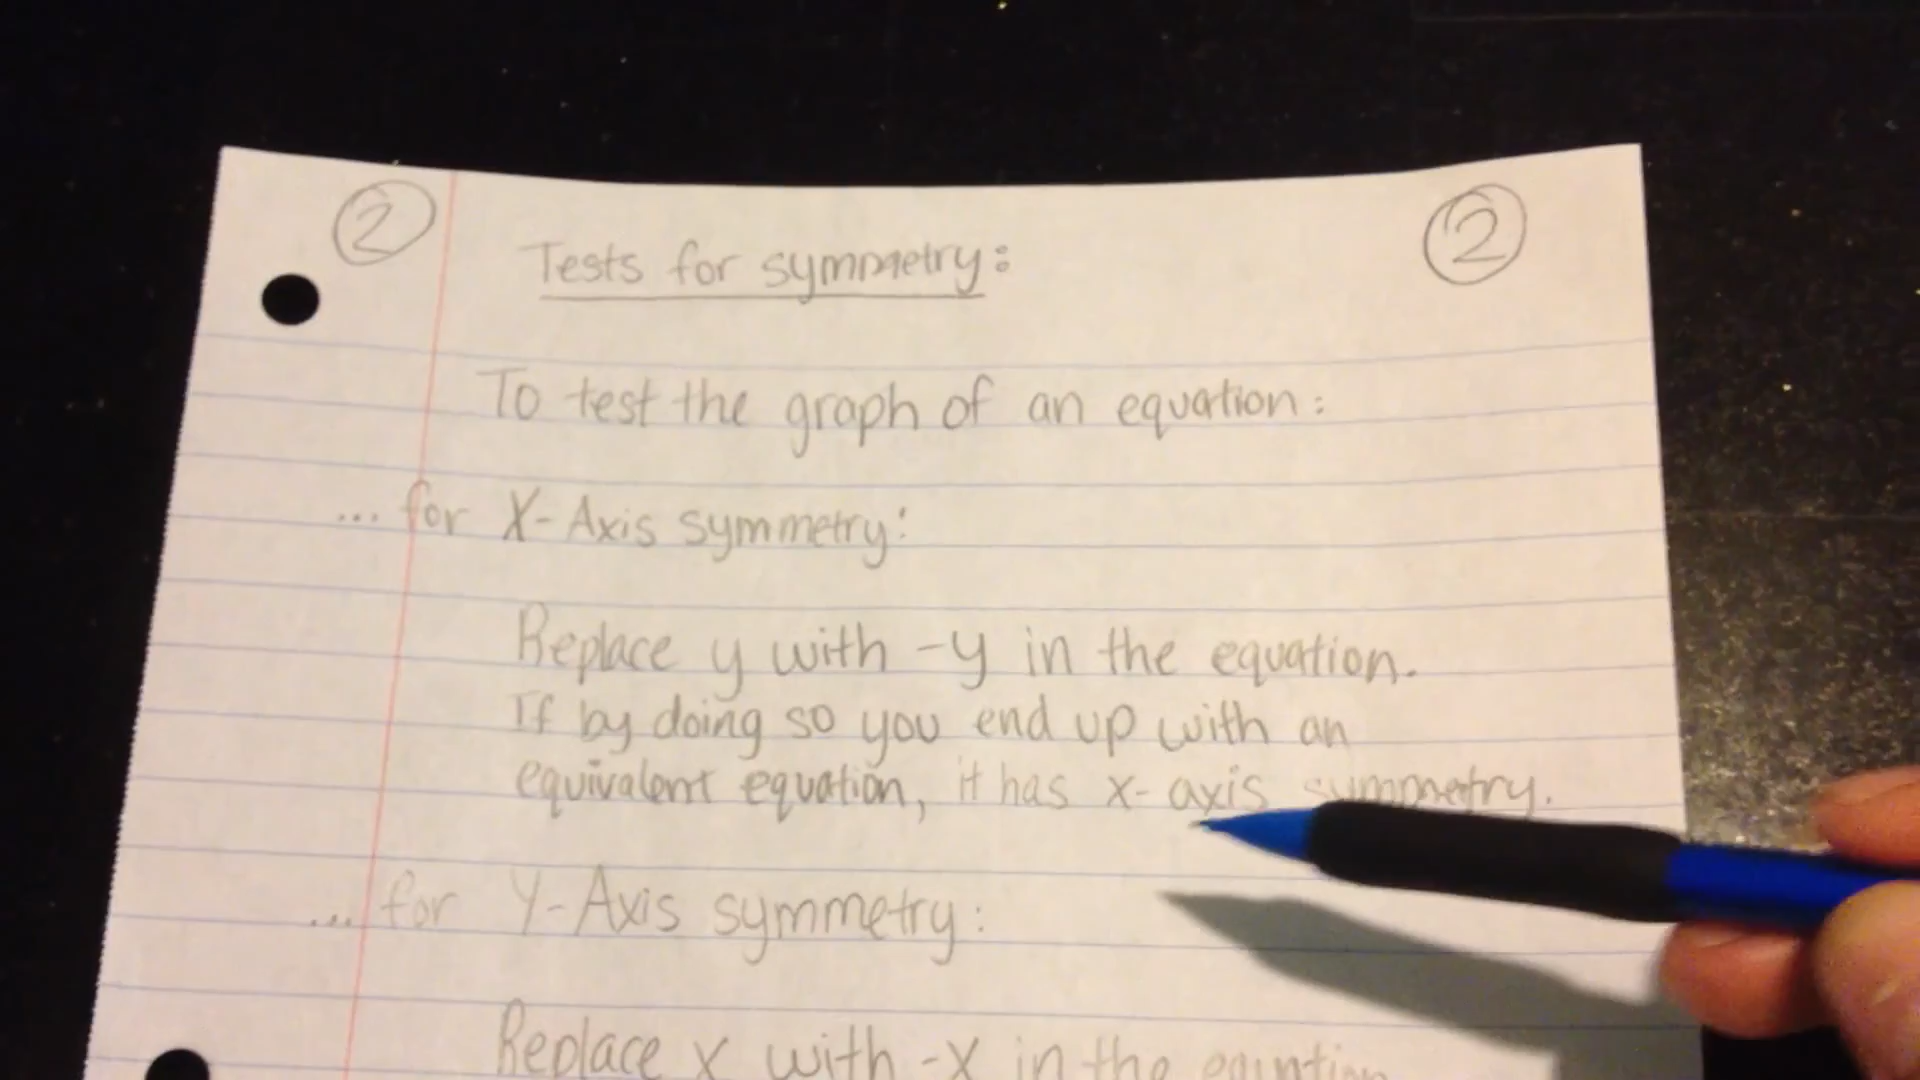 2
2
Tests for symmetry:
To test the graph of an equation:
... for X-Axis symmetry:
Replace y with -y in the equation.
If by doing so you end up with an
equivalent equation, it has x-axis symmetry.
... for Y-Axis symmetry:
Replace x with -x in the equation